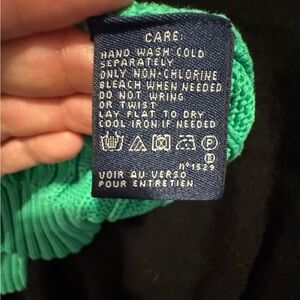 CARE:
HAND WASH COLD
SEPARATELY
ONLY NON-CHLORINE
BLEACH WHEN NEEDED
DO NOT WRING
OR TWIST
LAY FLAT TO DRY
COOL IRON IF NEEDED
P
nº1529
VOIR AU VERSO
POUR ENTRETIEN